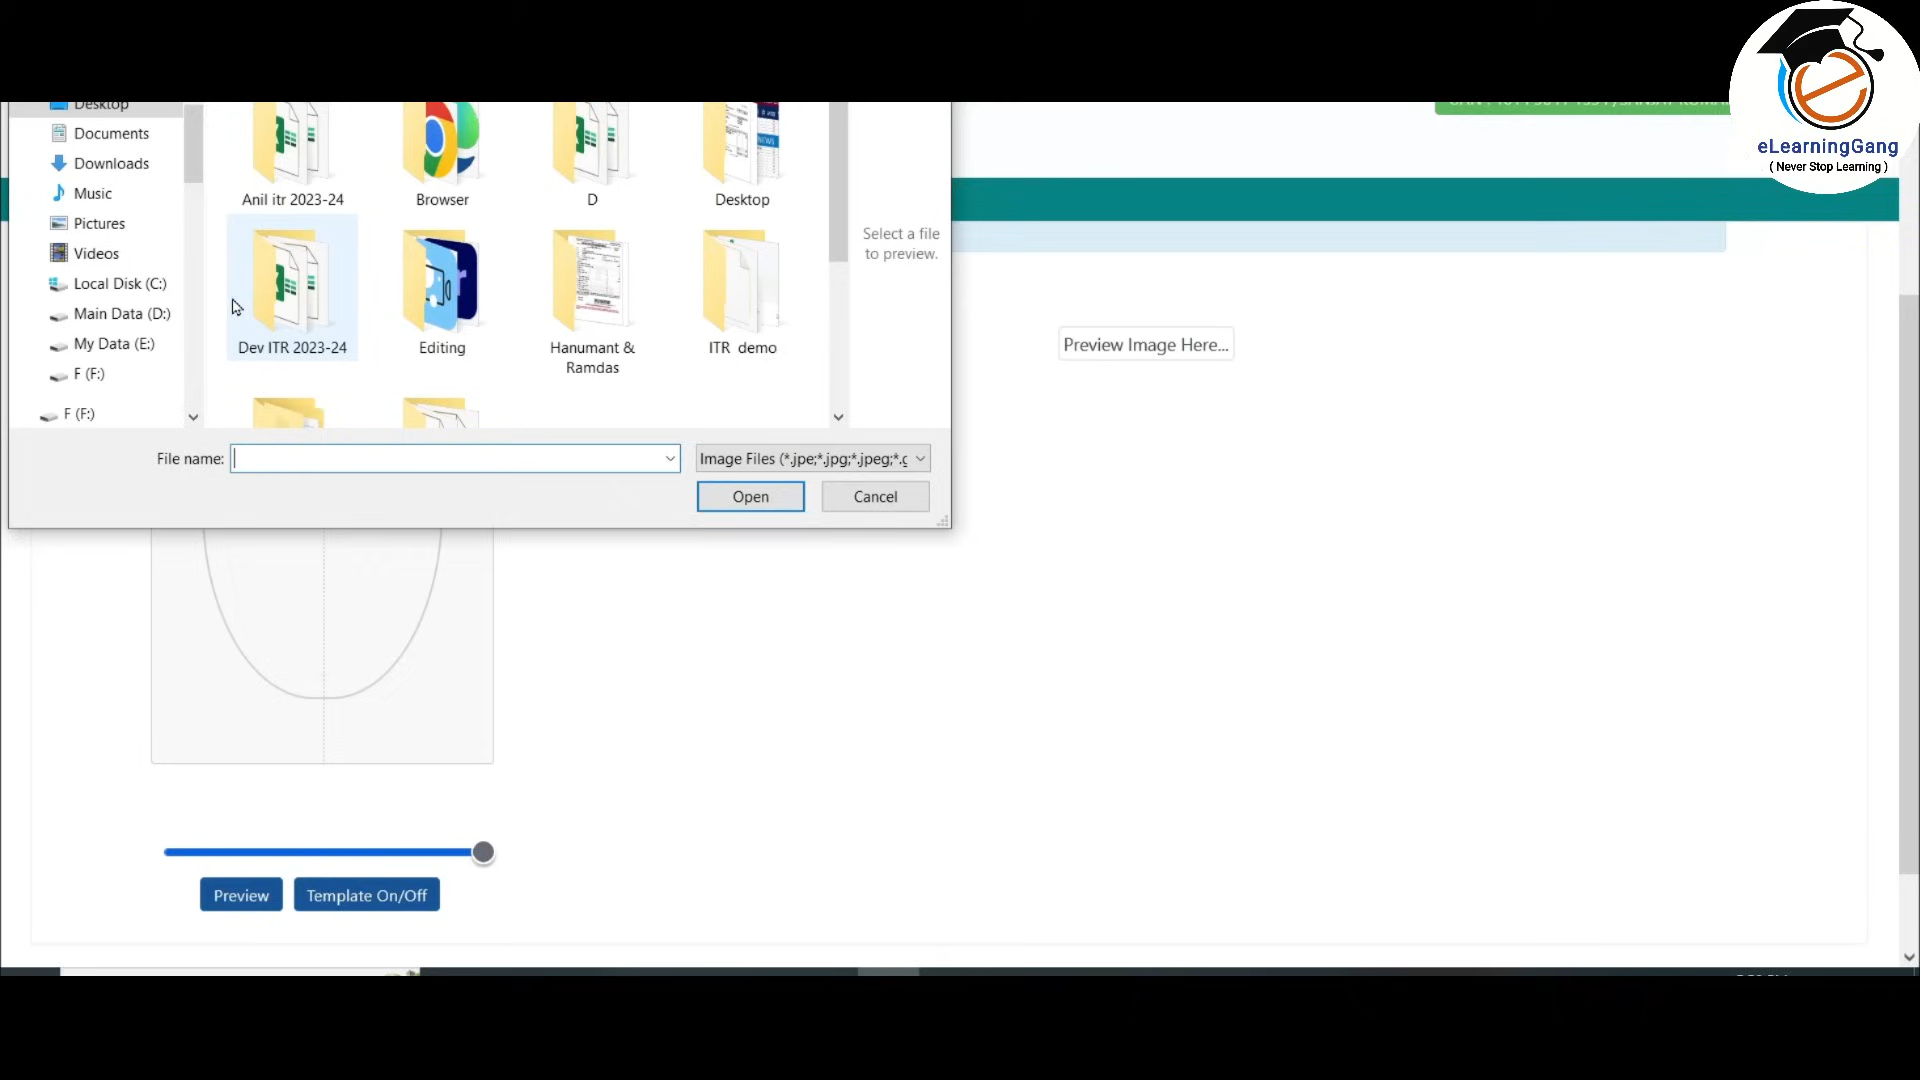 eLearningGang
( Never Stop Learning )
Desktop
Documents
Downloads
Music
Pictures
Videos
Local Disk (C:)
Main Data (D:)
My Data (E:)
F (F:)
F (F:)
Anil itr 2023-24
Browser
D
Desktop
NEWS
Dev ITR 2023-24
Editing
Hanumant &
Ramdas
ITR demo
Select a file
to preview.
File name:
Image Files (*.jpe;*.jpg;*.jpeg;*.g
Open
Cancel
Preview Image Here...
Preview
Template On/Off